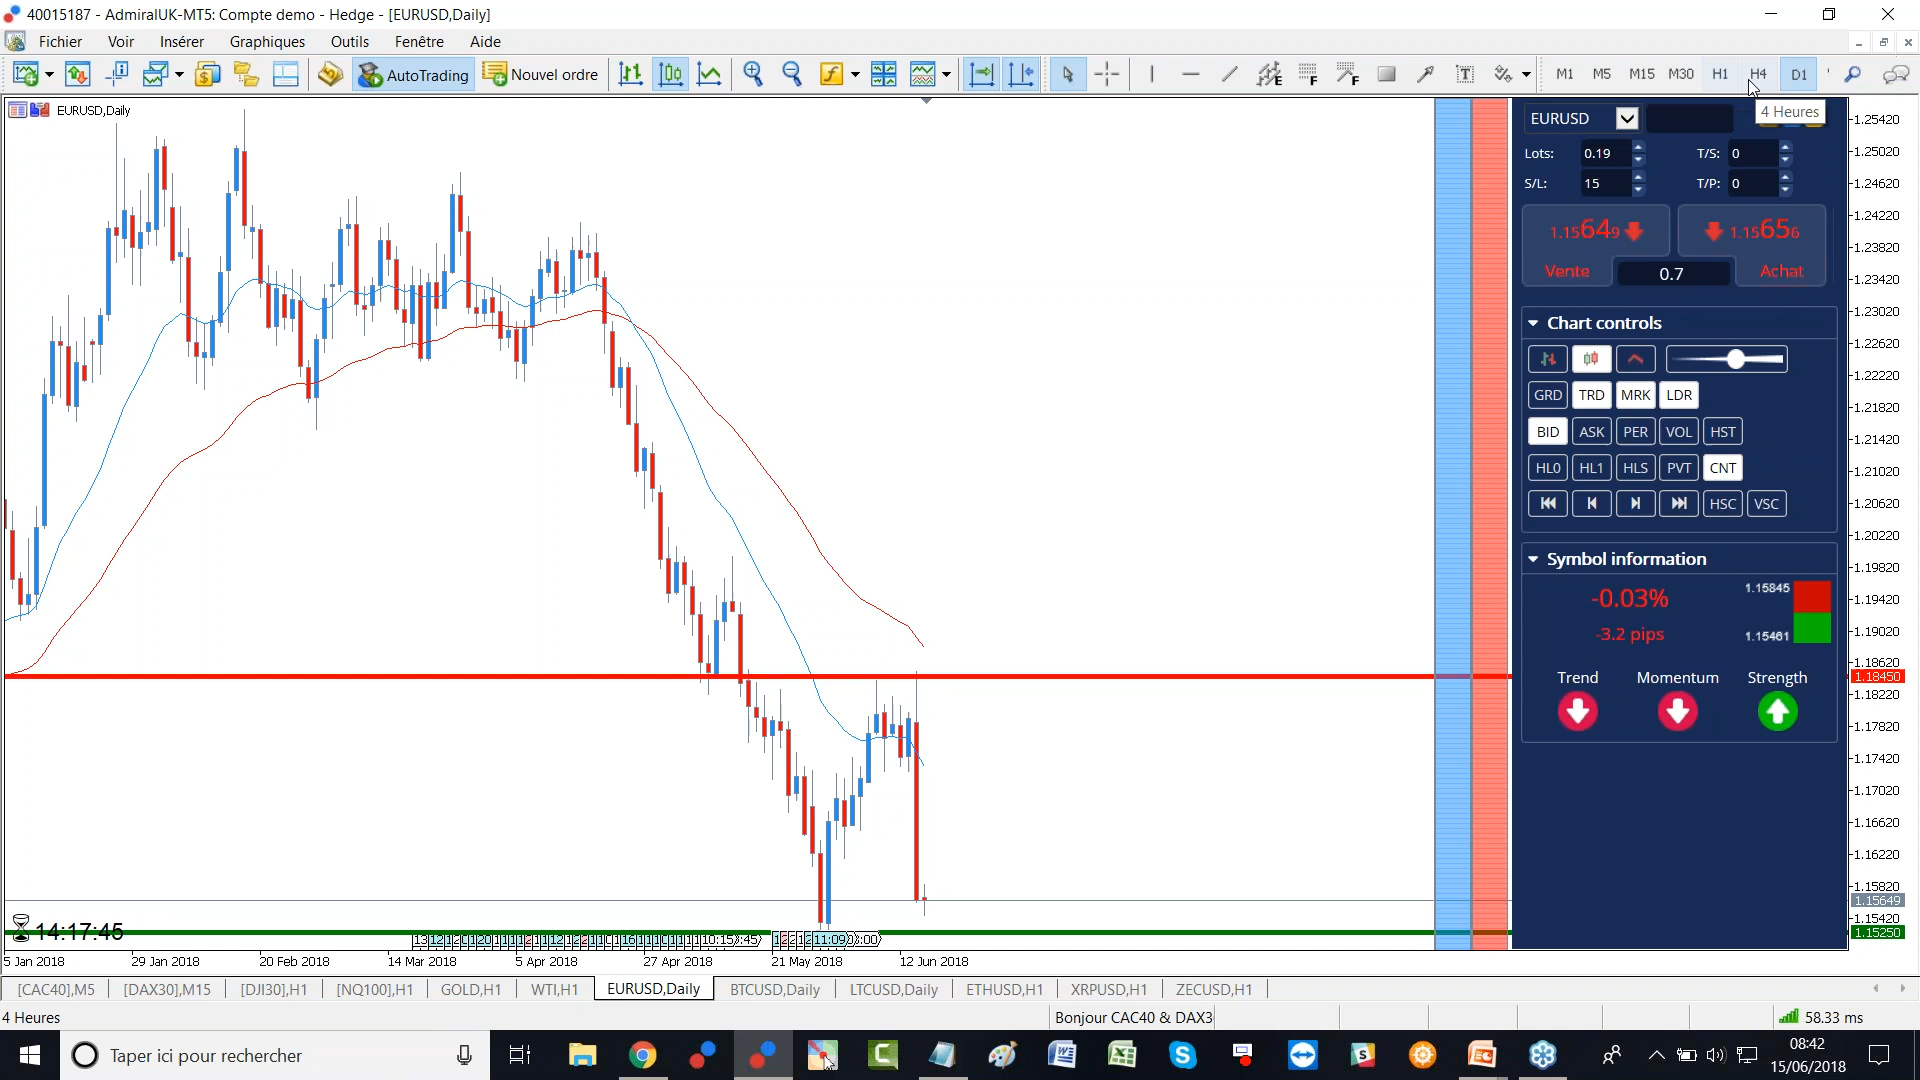 40015187 - AdmiralUK-MT5: Compte demo - Hedge - [EURUSD,Daily]
Fichier Voir Insérer Graphiques Outils Fenêtre Aide
AutoTrading Nouvel ordre M1 M5 M15 M30 H1 H4 D1
4 Heures
EURUSD,Daily
EURUSD
Lots: 0.19 T/S: 0
S/L: 15 T/P: 0
1.15649 1.15656
Vente 0.7 Achat
Chart controls
GRD TRD MRK LDR
BID ASK PER VOL HST
HL0 HL1 HLS PVT CNT
HSC VSC
Symbol information
-0.03% 1.15845
-3.2 pips 1.15461
Trend Momentum Strength
1.25420
1.25020
1.24620
1.24220
1.23820
1.23420
1.23020
1.22620
1.22220
1.21820
1.21420
1.21020
1.20620
1.20220
1.19820
1.19420
1.19020
1.18620
1.18450
1.18220
1.17820
1.17420
1.17020
1.16620
1.16220
1.15820
1.15649
1.15420
1.15250
14:17:45
10:15 :45 11:09 :00
5 Jan 2018 29 Jan 2018 20 Feb 2018 14 Mar 2018 5 Apr 2018 27 Apr 2018 21 May 2018 12 Jun 2018
[CAC40],M5 [DAX30],M15 [DJI30],H1 [NQ100],H1 GOLD,H1 WTI,H1 EURUSD,Daily BTCUSD,Daily LTCUSD,Daily ETHUSD,H1 XRPUSD,H1 ZECUSD,H1
4 Heures Bonjour CAC40 & DAX3 58.33 ms
Taper ici pour rechercher
08:42
15/06/2018